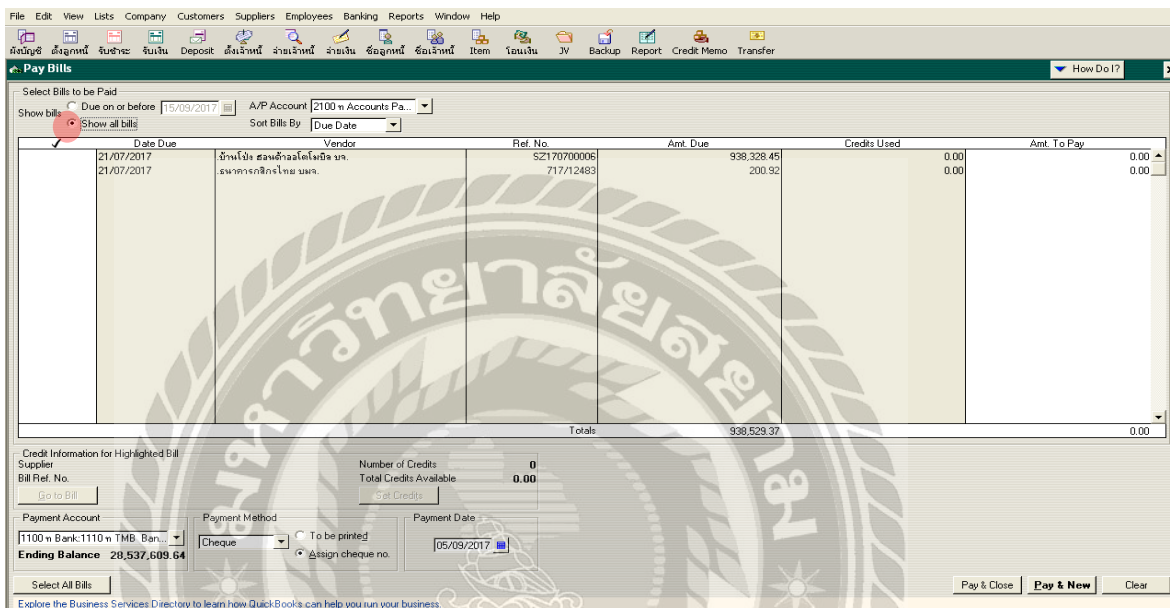 File Edit View Lists Company Customers Suppliers Employees Banking Reports Window Help
ผังบัญชี ตั้งลูกหนี้ รับชำระ รับเงิน Deposit ตั้งเจ้าหนี้ จ่ายเจ้าหนี้ จ่ายเงิน ชื่อลูกหนี้ ชื่อเจ้าหนี้ Item โอนเงิน JV Backup Report Credit Memo Transfer
Pay Bills How Do I?
Select Bills to be Paid
Show bills Due on or before 15/09/2017 A/P Account 2100 ·n Accounts Pa...
Show all bills Sort Bills By Due Date
✓ Date Due Vendor Ref. No. Amt. Due Credits Used Amt. To Pay
21/07/2017 .บ้านโป่ง ฮอนด้าออโตโมบิล บจ. SZ170700006 938,328.45 0.00 0.00
21/07/2017 .ธนาคารกสิกรไทย บมจ. 717/12483 200.92 0.00 0.00
มหาวิทยาลัยสยาม
Totals 938,529.37 0.00
Credit Information for Highlighted Bill
Supplier Number of Credits 0
Bill Ref. No. Total Credits Available 0.00
Go to Bill Set Credits
Payment Account Payment Method Payment Date
1100 ·n Bank:1110 ·n TMB Ban... Cheque To be printed 05/09/2017
Ending Balance 28,537,609.64 Assign cheque no.
Select All Bills Pay & Close Pay & New Clear
Explore the Business Services Directory to learn how QuickBooks can help you run your business.